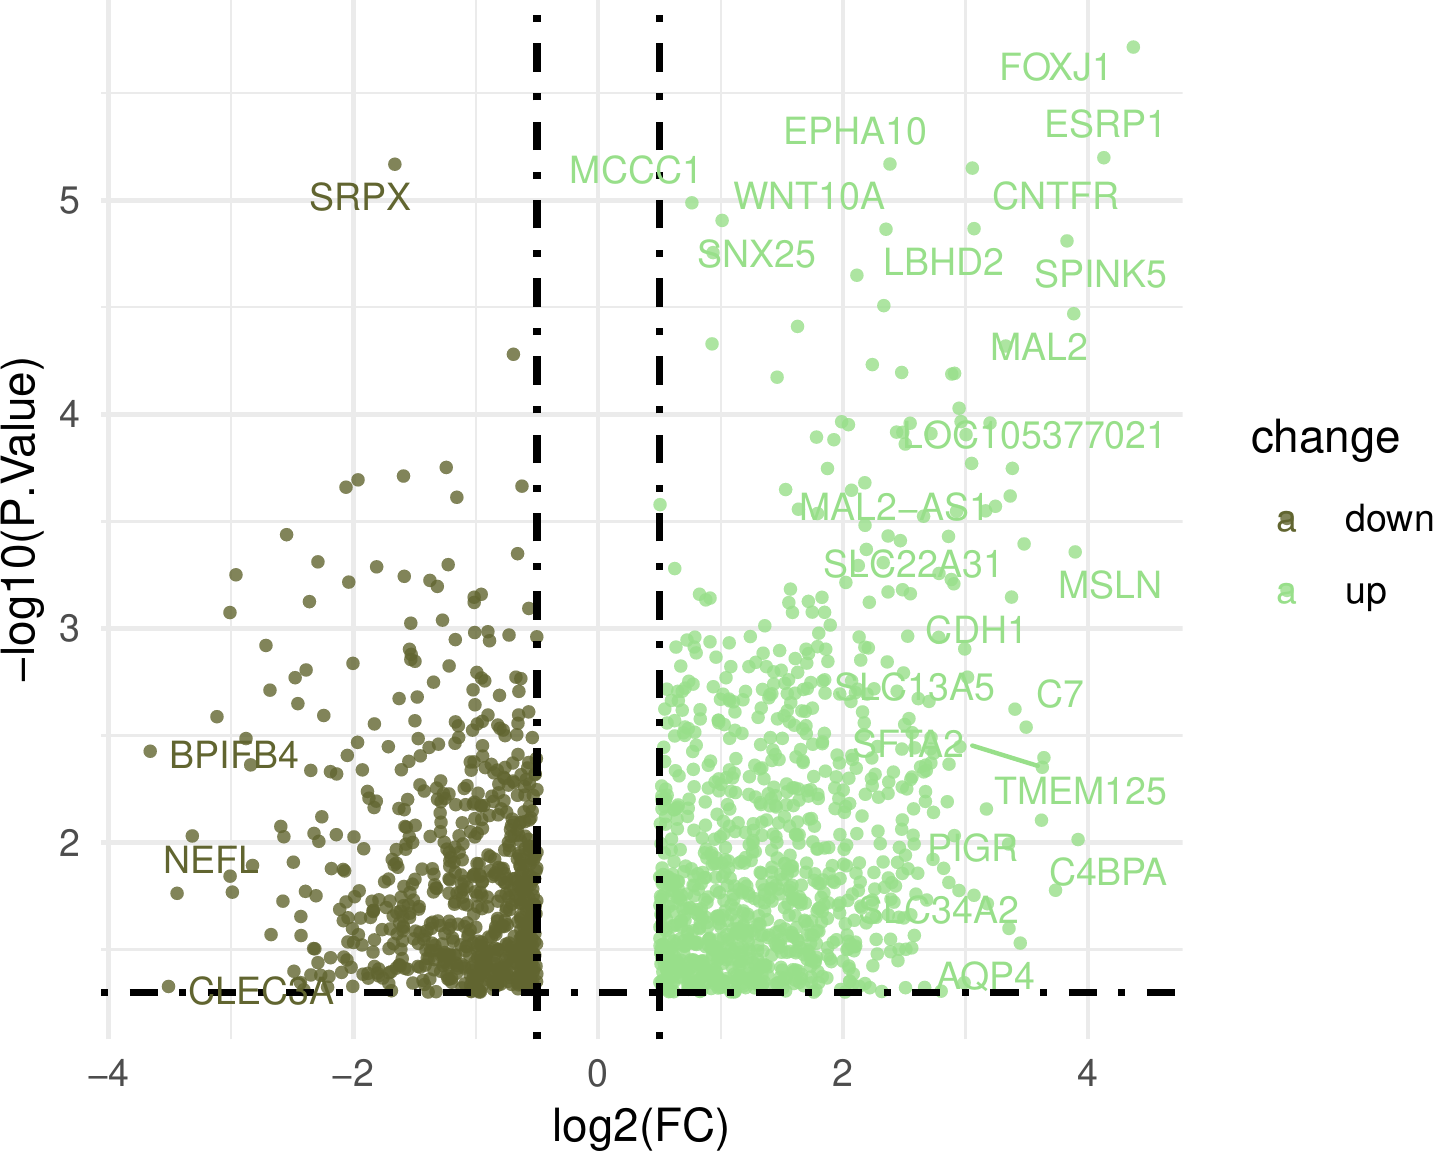 FOXJ1
ESRP1
EPHA10
MCCC1
SRPX
WNT10A
CNTFR
5
SNX25
LBHD2
SPINK5
MAL2
4
LOC105377021
change
MAL2−AS1
a down
SLC22A31
MSLN
a up
−log10(P.Value)
3
CDH1
SLC13A5
C7
SFTA2
BPIFB4
TMEM125
2
PIGR
NEFL
C4BPA
SLC34A2
AQP4
CLEC3A
−4
−2
0
2
4
log2(FC)